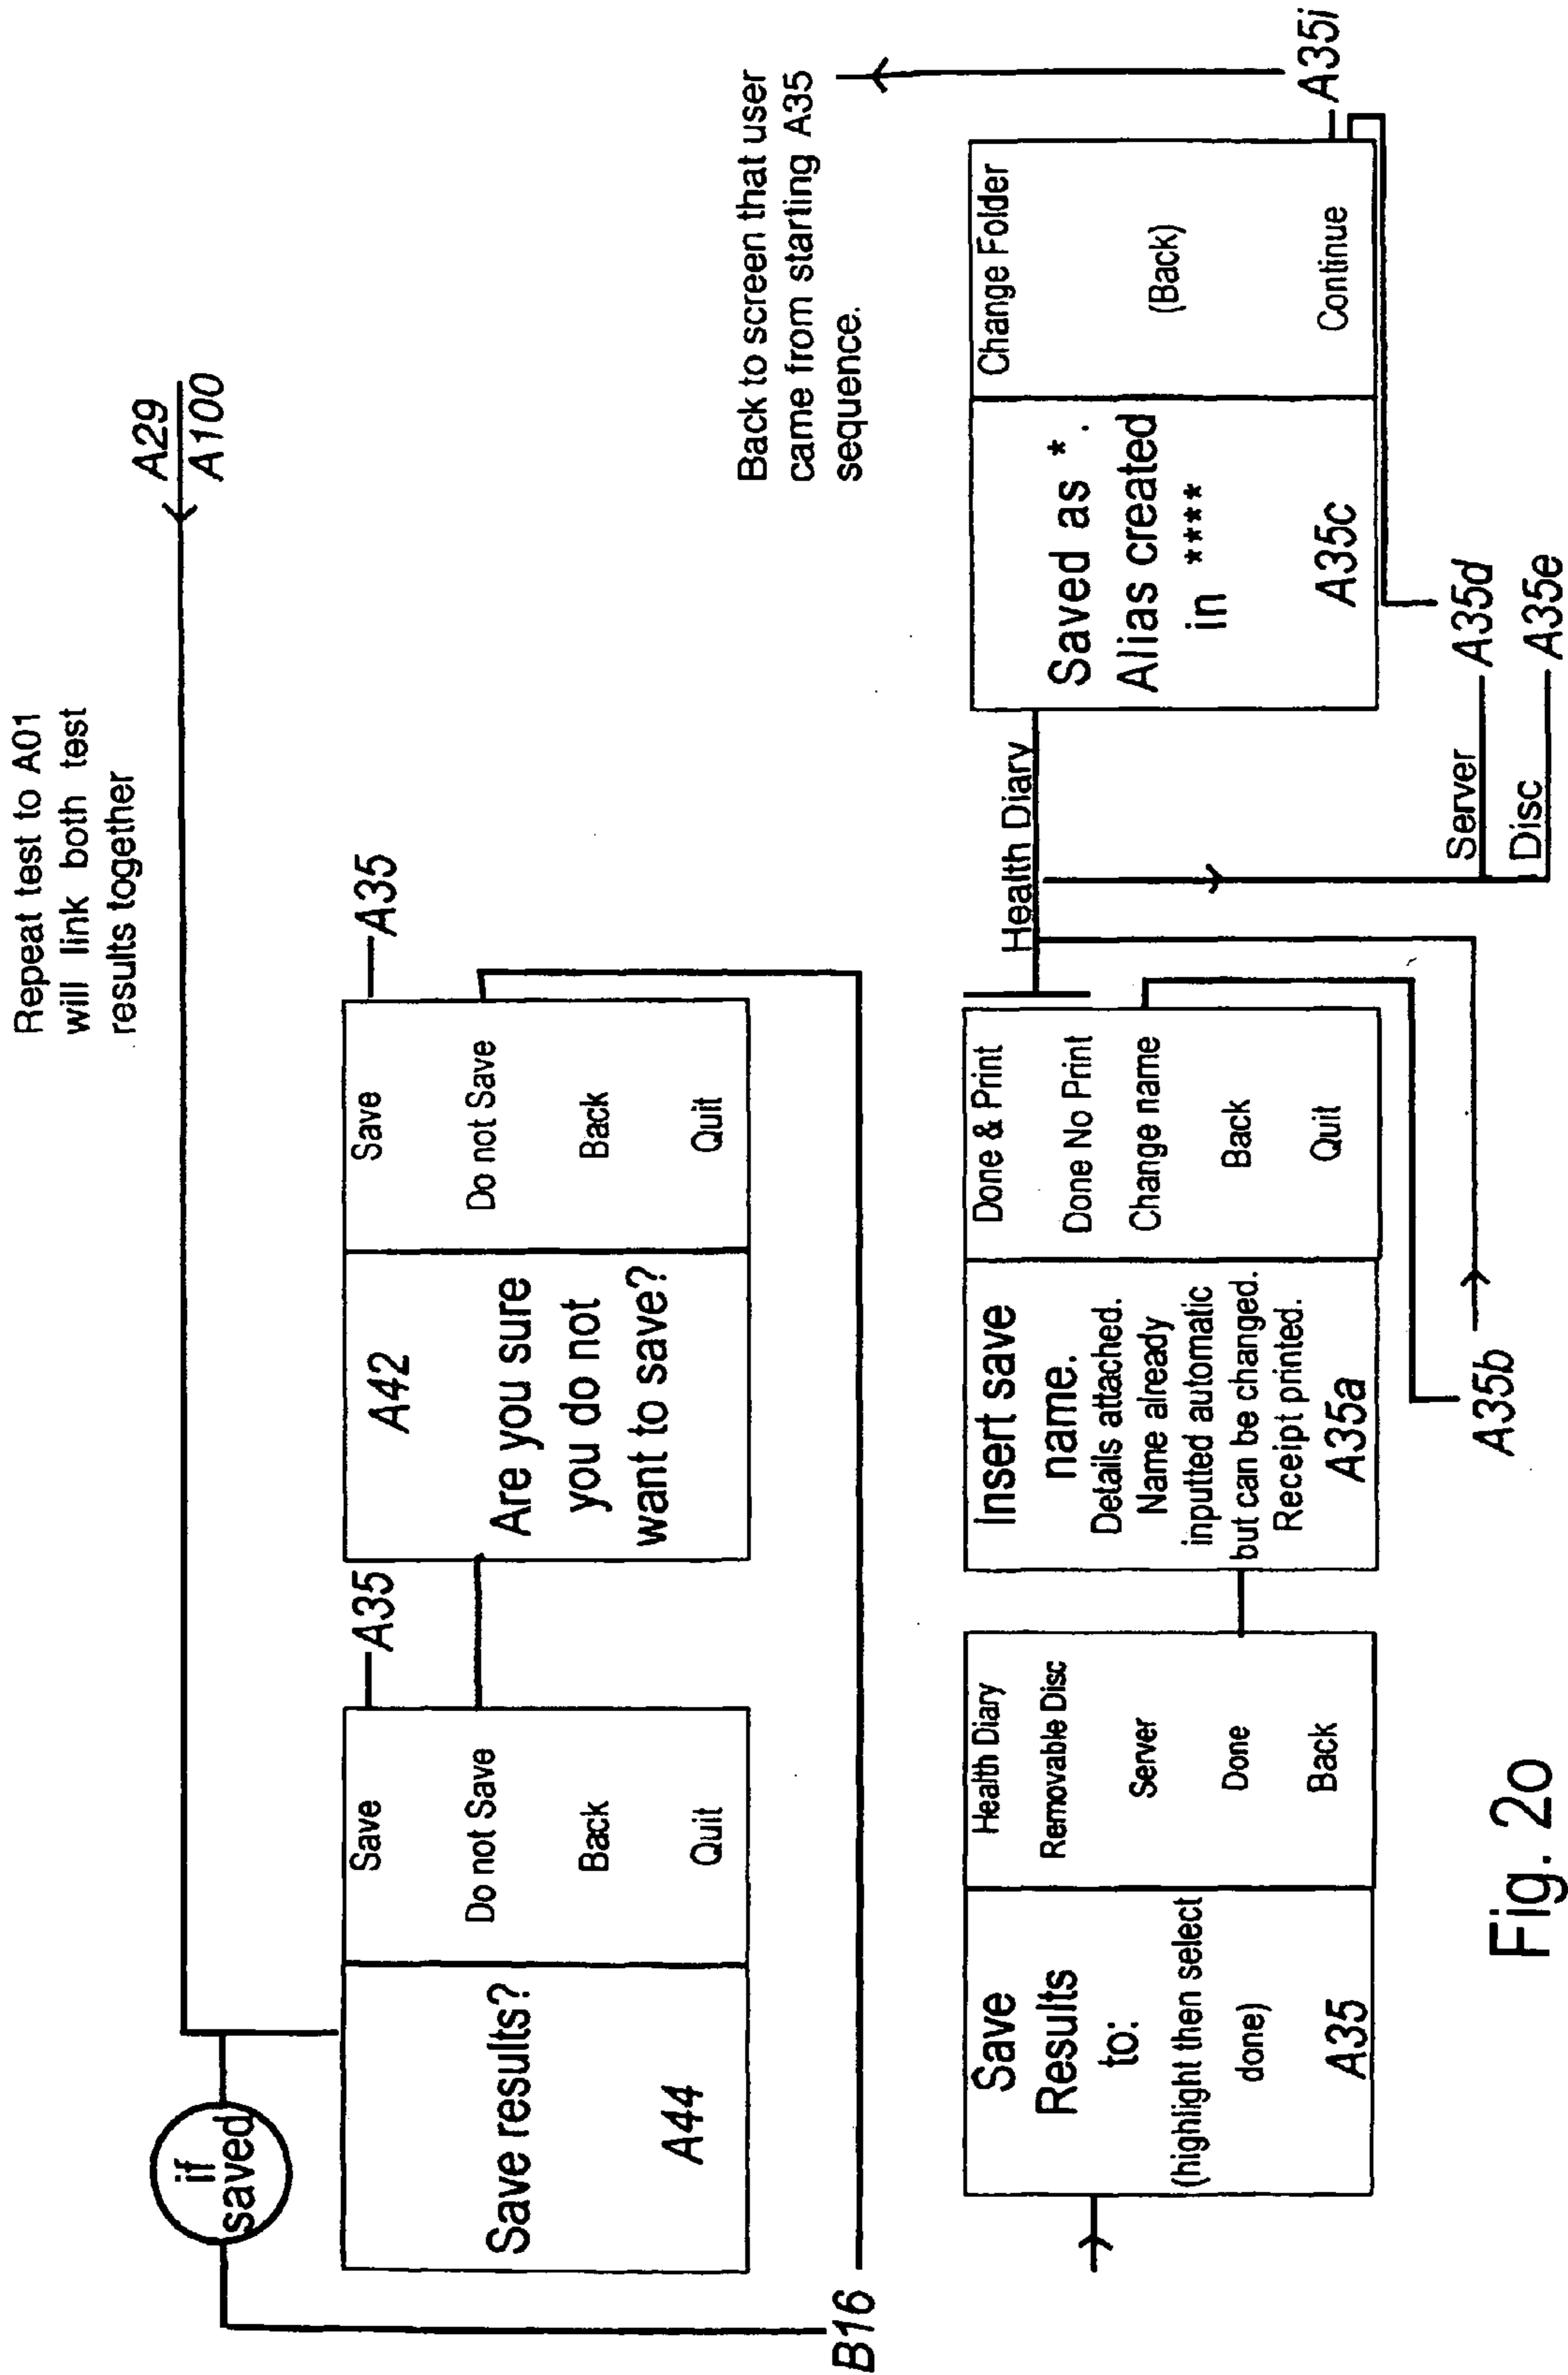 Repeat test to A01
will link both test
results together
A29
A100
if
saved
Save results?
A44
Save
Do not Save
Back
Quit
A35
A42
Are you sure
you do not
want to save?
Save
Do not Save
Back
Quit
A35
B16
Back to screen that user
came from starting A35
sequence.
Save
Results
to:
(highlight then select
done)
A35
Health Diary
Removable Disc
Server
Done
Back
Insert save
name.
Details attached.
Name already
inputted automatic
but can be changed.
Receipt printed.
A35a
Done & Print
Done No Print
Change name
Back
Quit
A35b
Health Diary
Server
A35d
Disc
A35e
Saved as *.
Alias created
in ****
A35c
Change Folder
(Back)
Continue
A35i
Fig. 2o